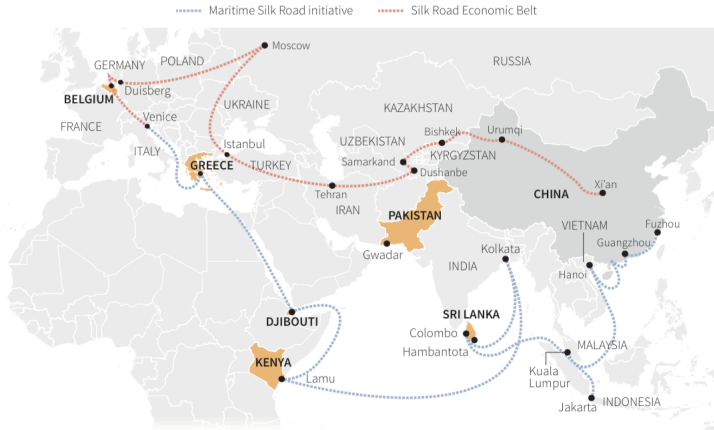 Maritime Silk Road initiative
Silk Road Economic Belt
Moscow
GERMANY
POLAND
RUSSIA
Duisberg
BELGIUM
UKRAINE
KAZAKHSTAN
Venice
FRANCE
Bishkek
Urumqi
ITALY
Istanbul
UZBEKISTAN
KYRGYZSTAN
GREECE
TURKEY
Samarkand
Dushanbe
Tehran
CHINA
Xi'an
IRAN
PAKISTAN
VIETNAM
Fuzhou
Guangzhou
Gwadar
Kolkata
INDIA
Hanoi
DJIBOUTI
SRI LANKA
Colombo
Hambantota
MALAYSIA
KENYA
Lamu
Kuala
Lumpur
Jakarta
INDONESIA